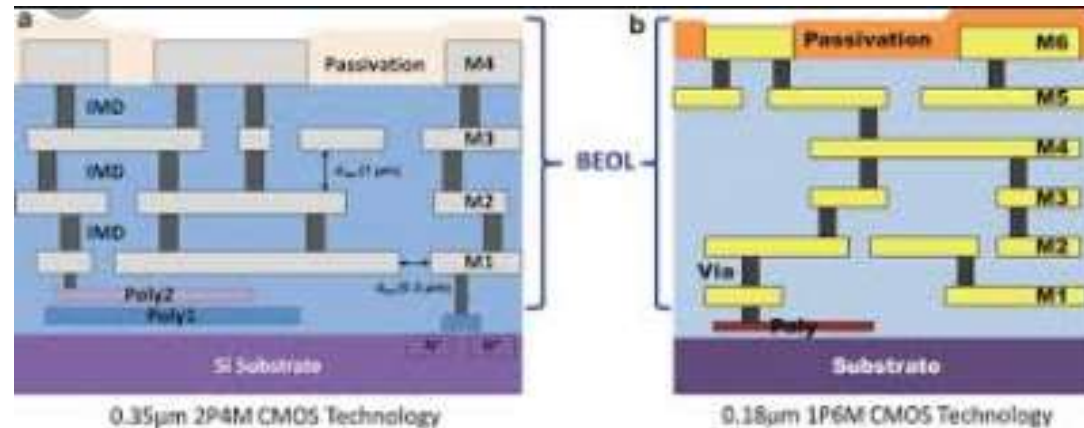 a
Passivation
M4
IMD
M3
IMD
M2
IMD
M1
Poly2
Poly1
Si Substrate
0.35μm 2P4M CMOS Technology
BEOL
b
Passivation
M6
M5
M4
M3
M2
Via
M1
Poly
Substrate
0.18μm 1P6M CMOS Technology